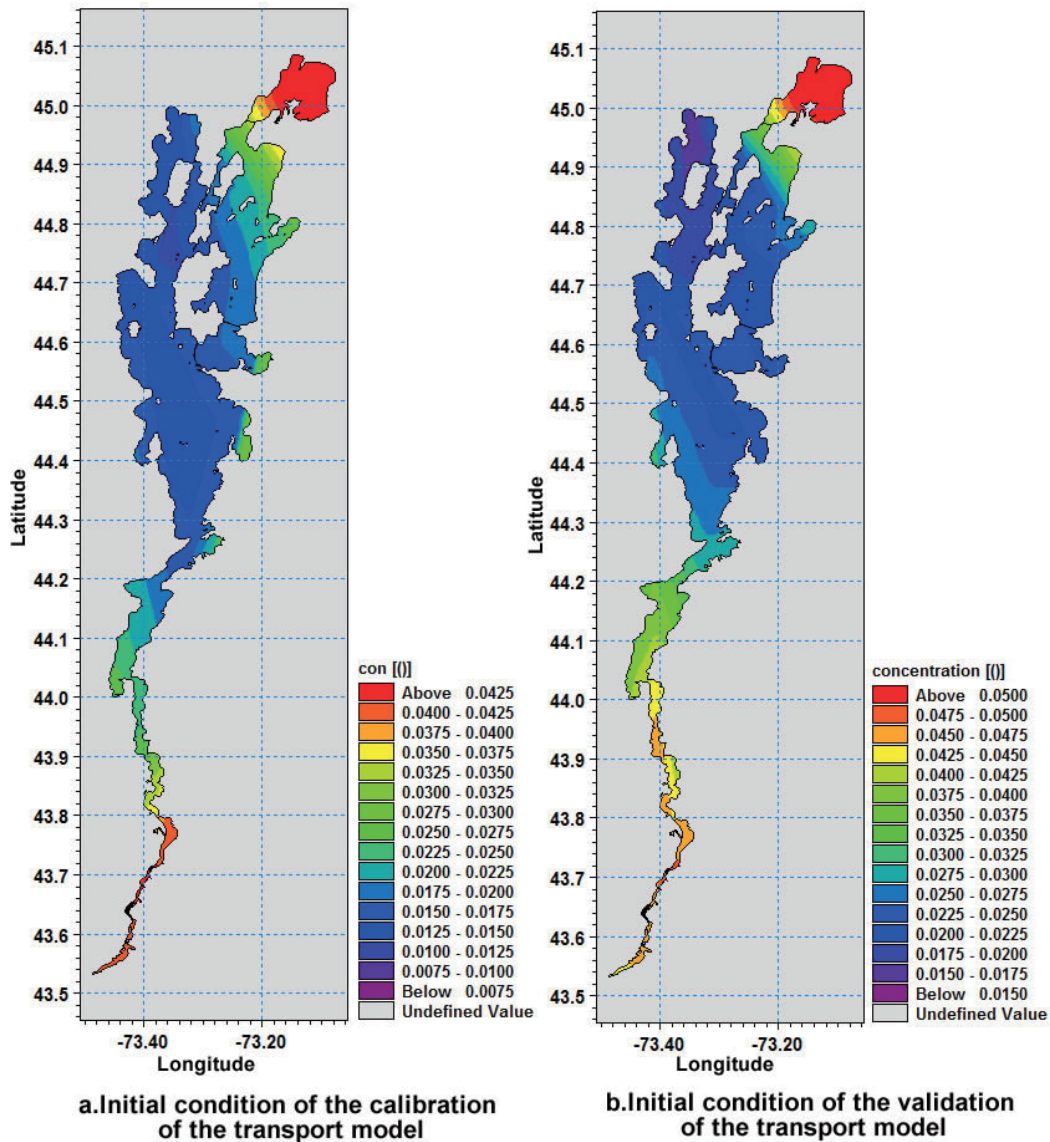 45.1
45.0
44.9
44.8
44.7
44.6
44.5
44.4
44.3
44.2
44.1
44.0
43.9
43.8
43.7
43.6
43.5
Latitude
-73.40 -73.20
Longitude
con [()]
Above 0.0425
0.0400 - 0.0425
0.0375 - 0.0400
0.0350 - 0.0375
0.0325 - 0.0350
0.0300 - 0.0325
0.0275 - 0.0300
0.0250 - 0.0275
0.0225 - 0.0250
0.0200 - 0.0225
0.0175 - 0.0200
0.0150 - 0.0175
0.0125 - 0.0150
0.0100 - 0.0125
0.0075 - 0.0100
Below 0.0075
Undefined Value
a.Initial condition of the calibration
of the transport model
45.1
45.0
44.9
44.8
44.7
44.6
44.5
44.4
44.3
44.2
44.1
44.0
43.9
43.8
43.7
43.6
43.5
Latitude
-73.40 -73.20
Longitude
concentration [()]
Above 0.0500
0.0475 - 0.0500
0.0450 - 0.0475
0.0425 - 0.0450
0.0400 - 0.0425
0.0375 - 0.0400
0.0350 - 0.0375
0.0325 - 0.0350
0.0300 - 0.0325
0.0275 - 0.0300
0.0250 - 0.0275
0.0225 - 0.0250
0.0200 - 0.0225
0.0175 - 0.0200
0.0150 - 0.0175
Below 0.0150
Undefined Value
b.Initial condition of the validation
of the transport model